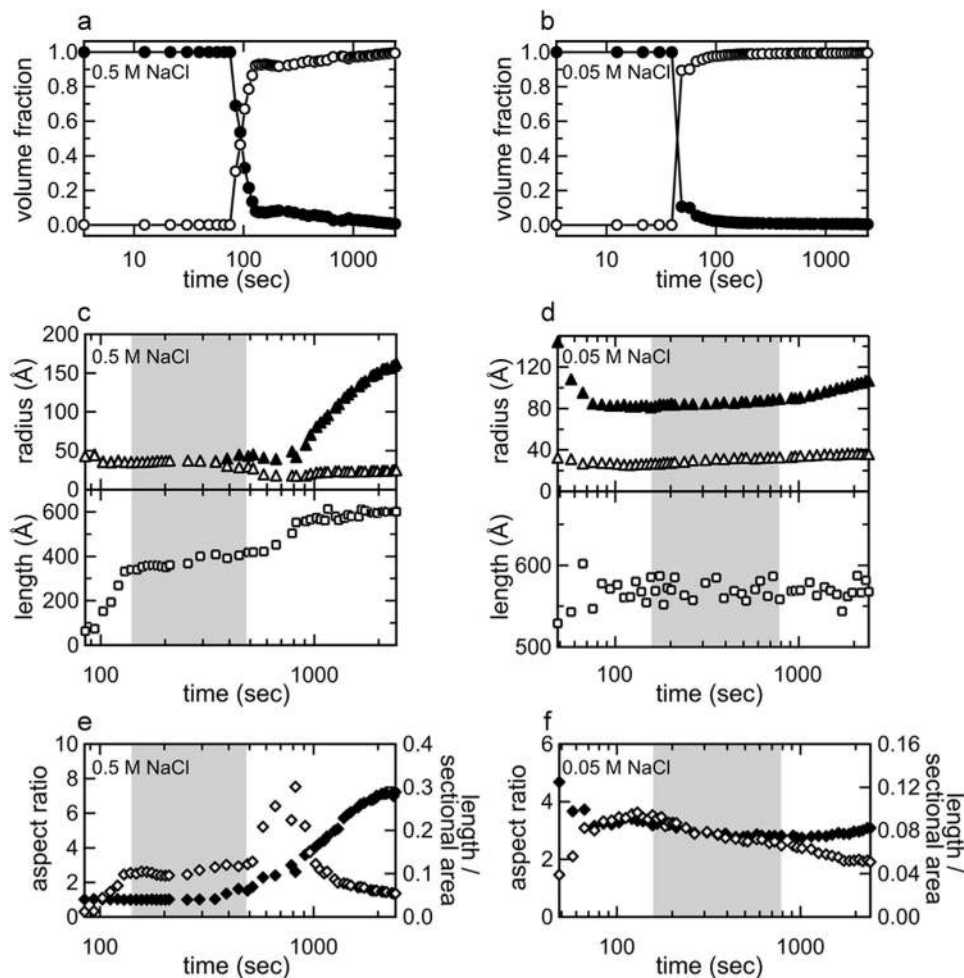 a
1.0
0.8
0.6
0.4
0.2
0.0
volume fraction
0.5 M NaCl
10
100
1000
time (sec)
b
1.0
0.8
0.6
0.4
0.2
0.0
volume fraction
0.05 M NaCl
10
100
1000
time (sec)
c
200
150
100
50
0
radius (Å)
0.5 M NaCl
600
400
200
0
length (Å)
100
1000
time (sec)
d
120
80
40
0
radius (Å)
0.05 M NaCl
600
500
length (Å)
100
1000
time (sec)
e
10
8
6
4
2
0
aspect ratio
0.5 M NaCl
0.4
0.3
0.2
0.1
0.0
length /
sectional area
100
1000
time (sec)
f
6
4
2
0
aspect ratio
0.05 M NaCl
0.16
0.12
0.08
0.04
0.00
length /
sectional area
100
1000
time (sec)